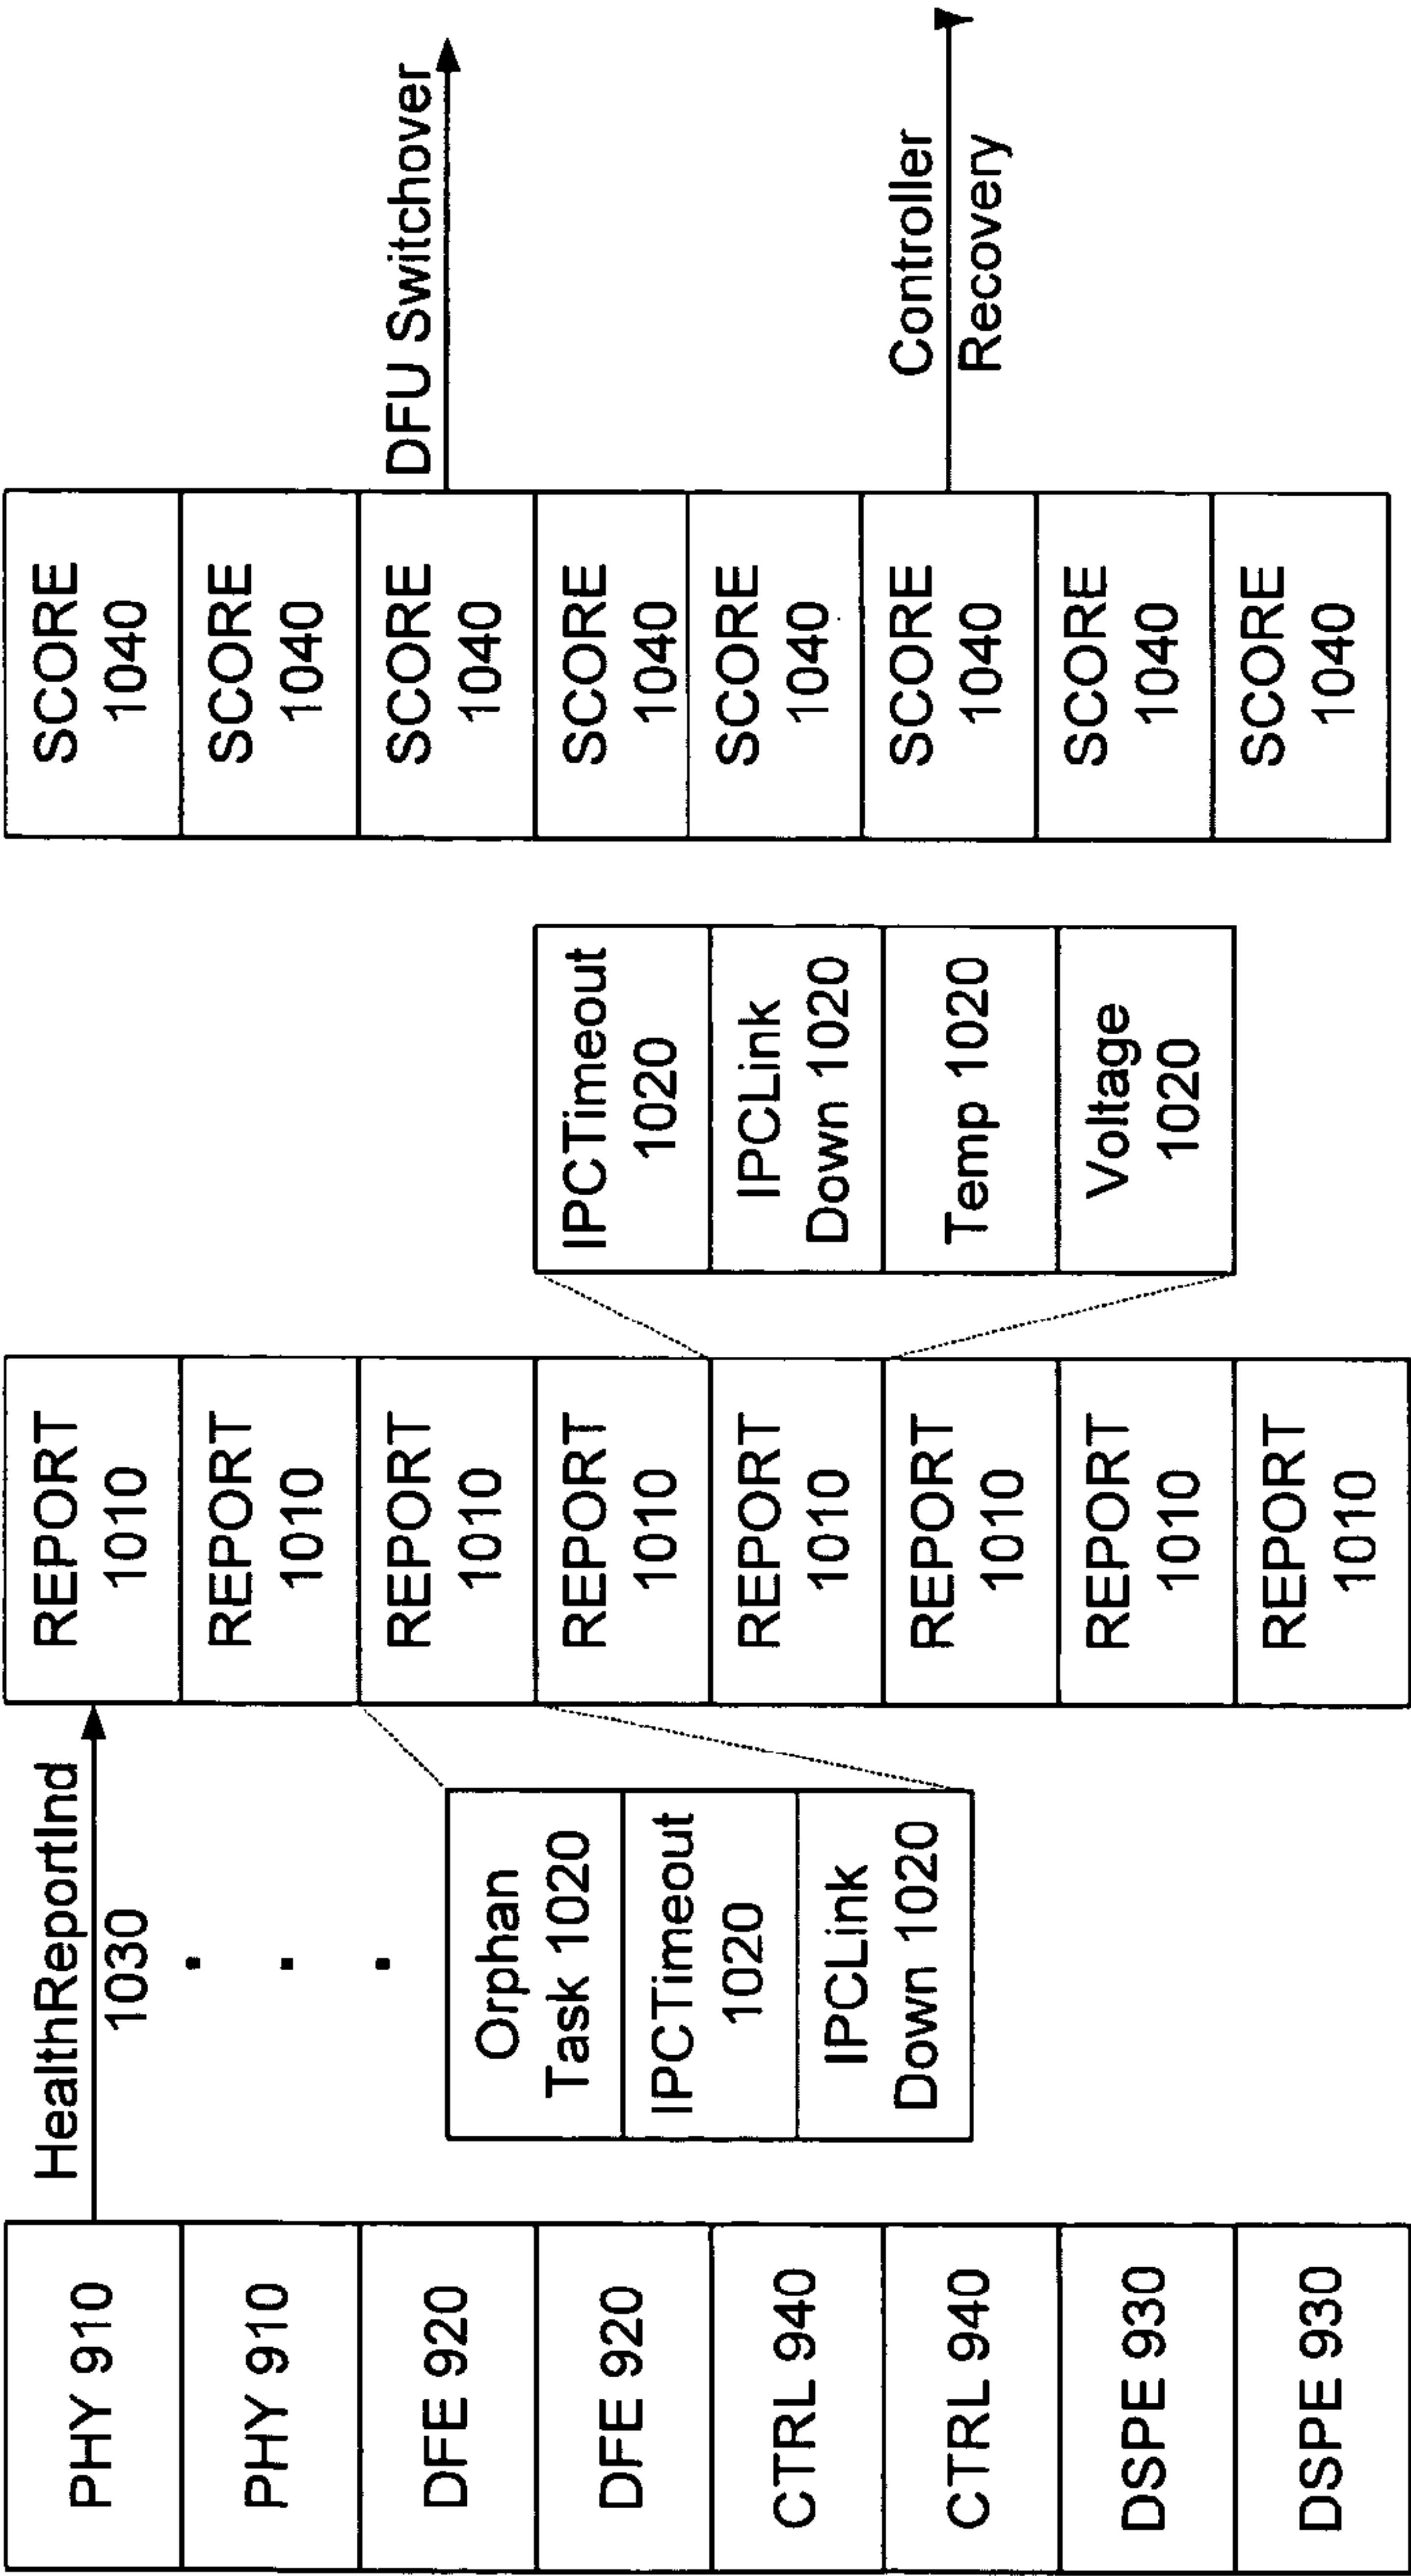 PHY 910
PHY 910
DFE 920
DFE 920
CTRL 940
CTRL 940
DSPE 930
DSPE 930
HealthReportInd
1030
Orphan
Task 1020
IPCTimeout
1020
IPCLink
Down 1020
REPORT
1010
REPORT
1010
REPORT
1010
REPORT
1010
REPORT
1010
REPORT
1010
REPORT
1010
REPORT
1010
IPCTimeout
1020
IPCLink
Down 1020
Temp 1020
Voltage
1020
SCORE
1040
SCORE
1040
SCORE
1040
SCORE
1040
SCORE
1040
SCORE
1040
SCORE
1040
SCORE
1040
DFU Switchover
Controller
Recovery